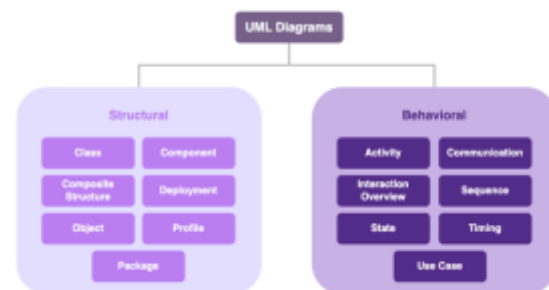 UML Diagrams
Structural
Class
Component
Composite
Structure
Deployment
Object
Profile
Package
Behavioral
Activity
Communication
Interaction
Overview
Sequence
State
Timing
Use Case